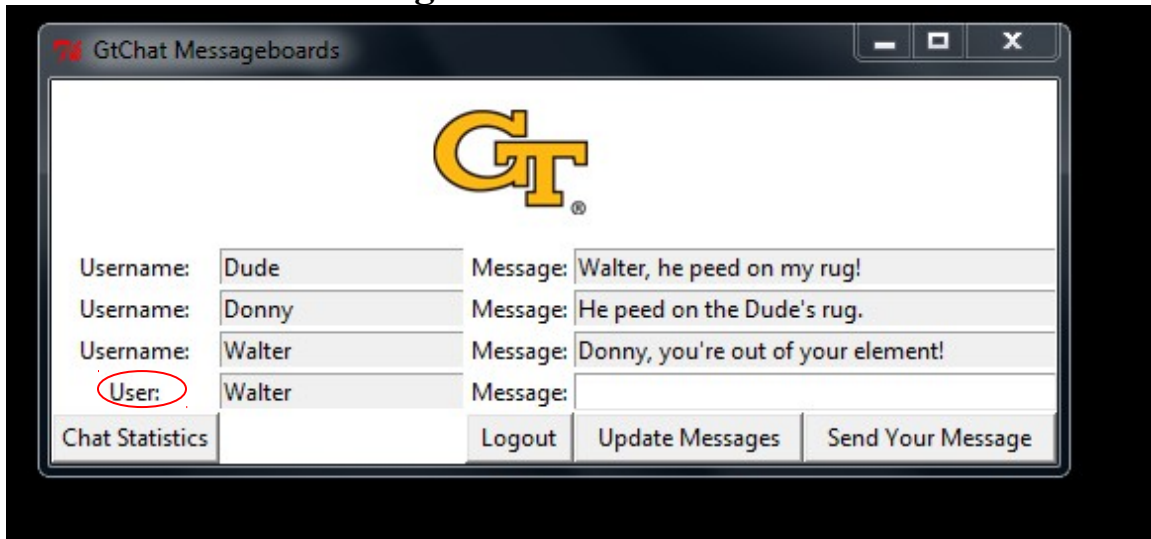 GtChat Messageboards
GT
®
Username: Dude Message: Walter, he peed on my rug!
Username: Donny Message: He peed on the Dude's rug.
Username: Walter Message: Donny, you're out of your element!
User: Walter Message:
Chat Statistics Logout Update Messages Send Your Message